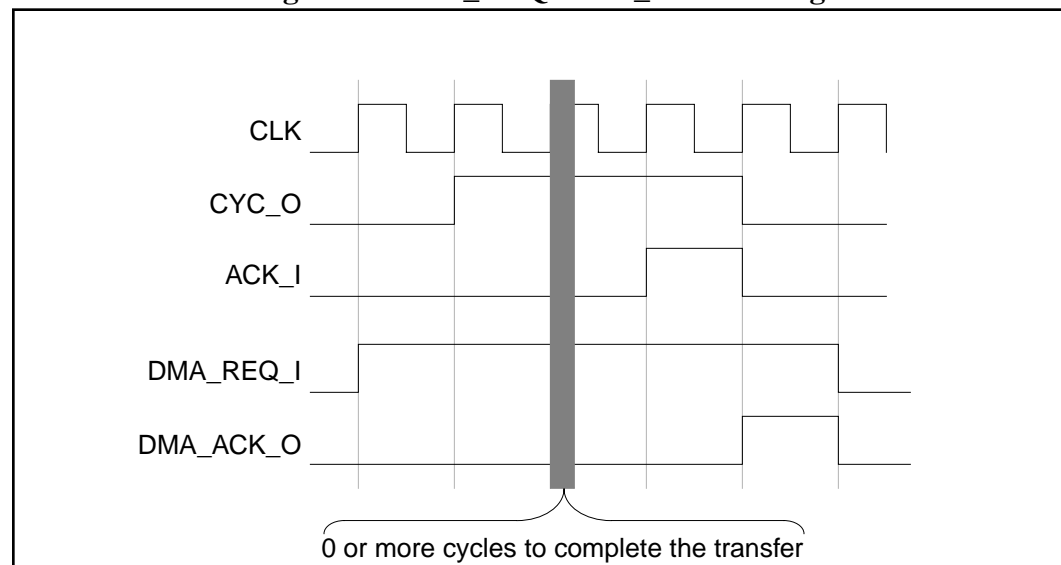 CLK
CYC_O
ACK_I
DMA_REQ_I
DMA_ACK_O
0 or more cycles to complete the transfer